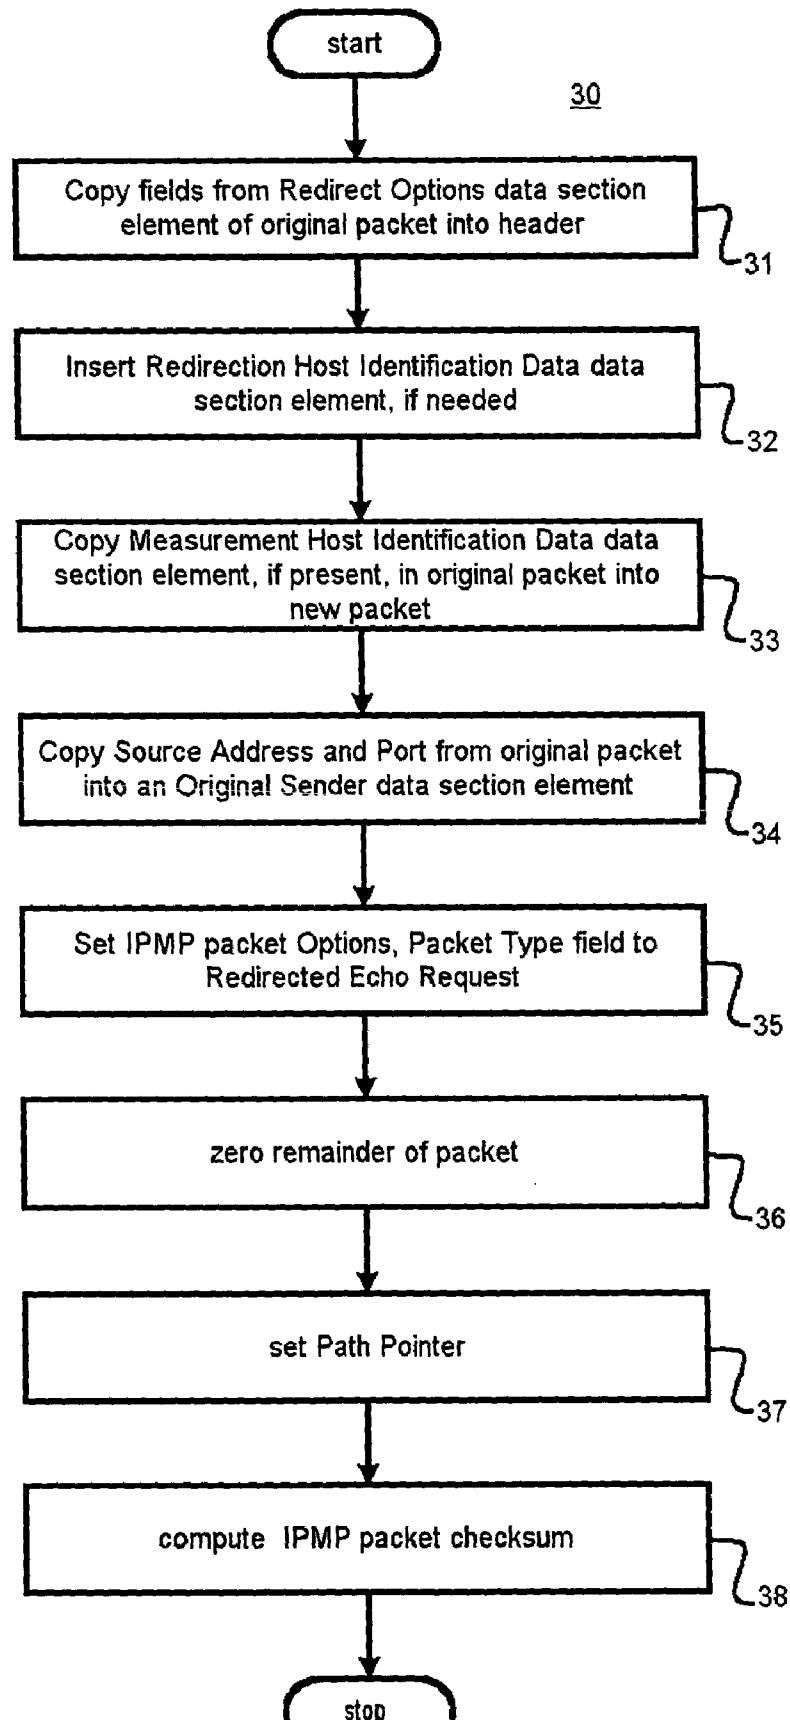 start
30
Copy fields from Redirect Options data section
element of original packet into header
31
Insert Redirection Host Identification Data data
section element, if needed
32
Copy Measurement Host Identification Data data
section element, if present, in original packet into
new packet
33
Copy Source Address and Port from original packet
into an Original Sender data section element
34
Set IPMP packet Options, Packet Type field to
Redirected Echo Request
35
zero remainder of packet
36
set Path Pointer
37
compute IPMP packet checksum
38
stop